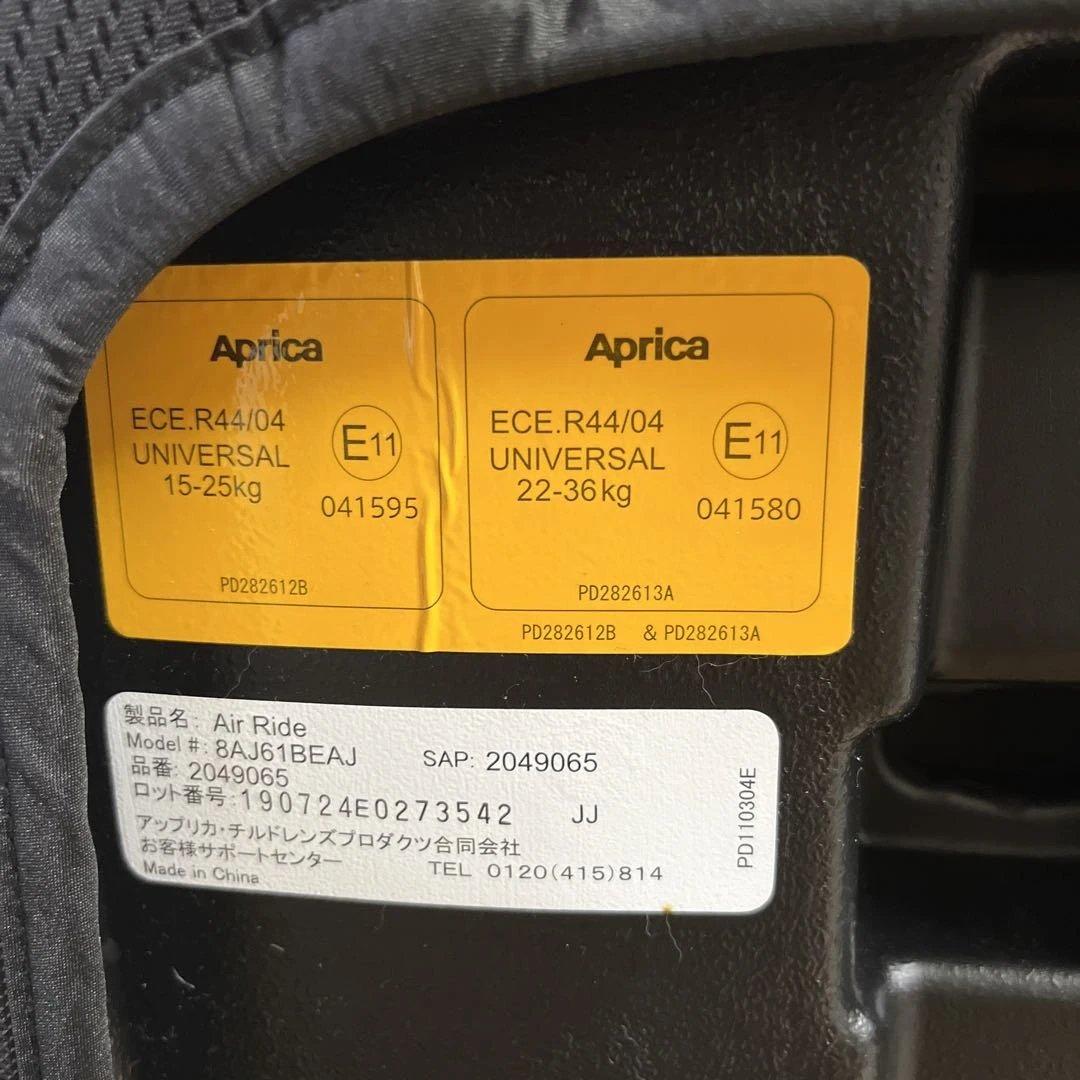 Aprica
ECE.R44/04
UNIVERSAL
15-25kg
E11
041595
PD282612B
Aprica
ECE.R44/04
UNIVERSAL
22-36kg
E11
041580
PD282613A
PD282612B & PD282613A
製品名: Air Ride
Model #: 8AJ61BEAJ SAP: 2049065
品番: 2049065
ロット番号:190724E0273542 JJ
アップリカ・チルドレンズプロダクツ合同会社
お客様サポートセンター TEL 0120(415)814
Made in China
PD110304E